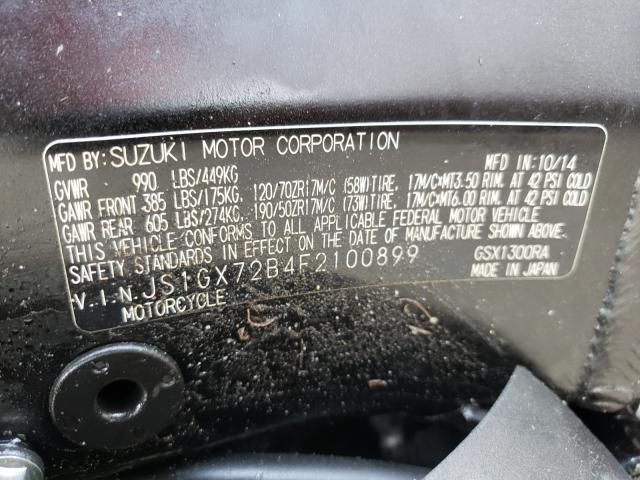 MFD BY: SUZUKI MOTOR CORPORATION MFD IN: 10/14
GVWR 990 LBS/449KG
GAWR FRONT 385 LBS/175KG, 120/70ZR17M/C (58W)TIRE, 17M/C×MT3.50 RIM. AT 42 PSI COLD
GAWR REAR 605 LBS/274KG, 190/50ZR17M/C (73W)TIRE, 17M/C×MT6.00 RIM. AT 42 PSI COLD
THIS VEHICLE CONFORMS TO ALL APPLICABLE FEDERAL MOTOR VEHICLE
SAFETY STANDARDS IN EFFECT ON THE DATE OF MANUFACTURE SHOWN ABOVE.
V.I.N. JS1GX72B4F2100899 GSX1300RA
MOTORCYCLE MADE IN JAPAN